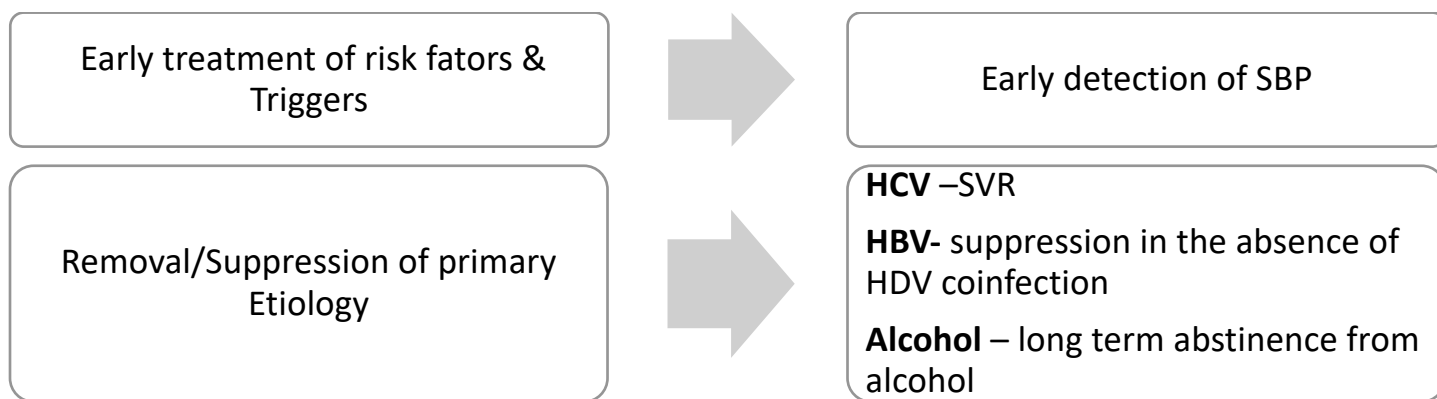 Early treatment of risk fators &
Triggers
Early detection of SBP
Removal/Suppression of primary
Etiology
HCV –SVR
HBV- suppression in the absence of
HDV coinfection
Alcohol – long term abstinence from
alcohol